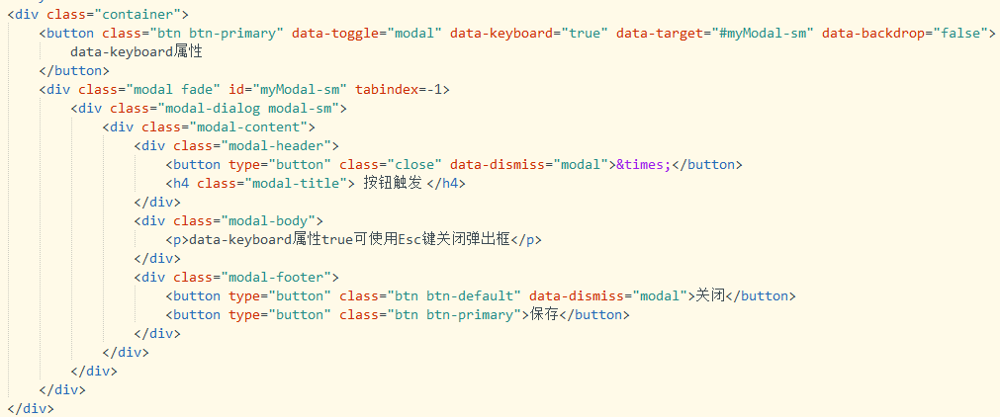 <div class="container">
<button class="btn btn-primary" data-toggle="modal" data-keyboard="true" data-target="#myModal-sm" data-backdrop="false">
data-keyboard属性
</button>
<div class="modal fade" id="myModal-sm" tabindex=-1>
<div class="modal-dialog modal-sm">
<div class="modal-content">
<div class="modal-header">
<button type="button" class="close" data-dismiss="modal">&times;</button>
<h4 class="modal-title"> 按钮触发 </h4>
</div>
<div class="modal-body">
<p>data-keyboard属性true可使用Esc键关闭弹出框</p>
</div>
<div class="modal-footer">
<button type="button" class="btn btn-default" data-dismiss="modal">关闭</button>
<button type="button" class="btn btn-primary">保存</button>
</div>
</div>
</div>
</div>
</div>